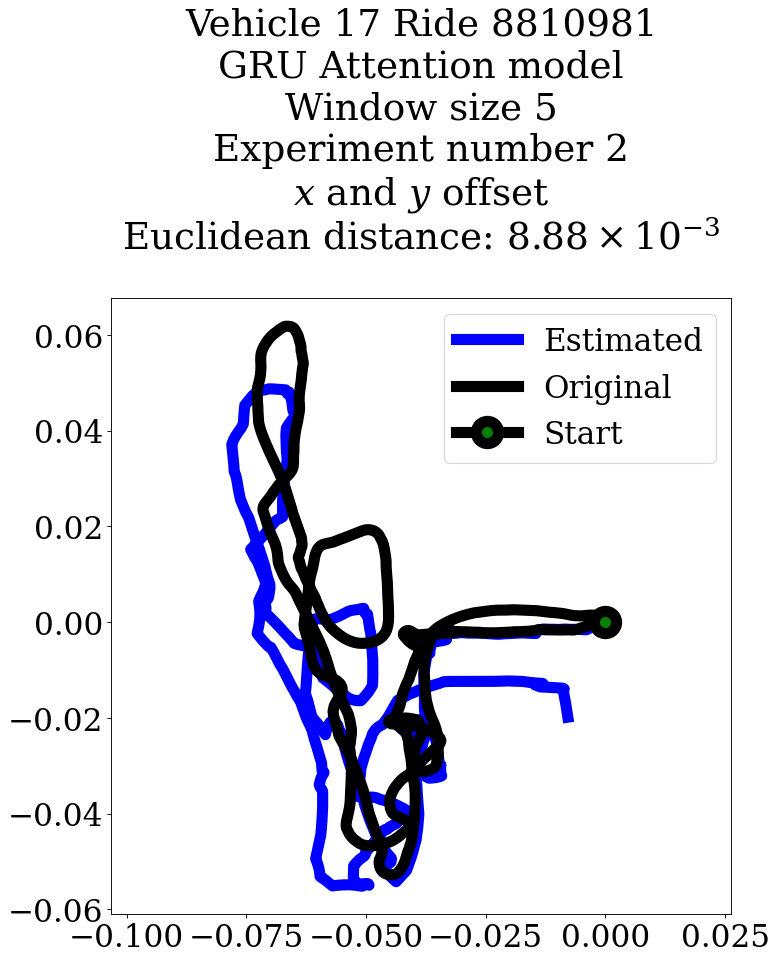 Vehicle 17 Ride 8810981
GRU Attention model
Window size 5
Experiment number 2
x and y offset
Euclidean distance: 8.88 × 10⁻³
Estimated
Original
Start
0.06
0.04
0.02
0.00
−0.02
−0.04
−0.06
−0.100 −0.075 −0.050 −0.025 0.000 0.025